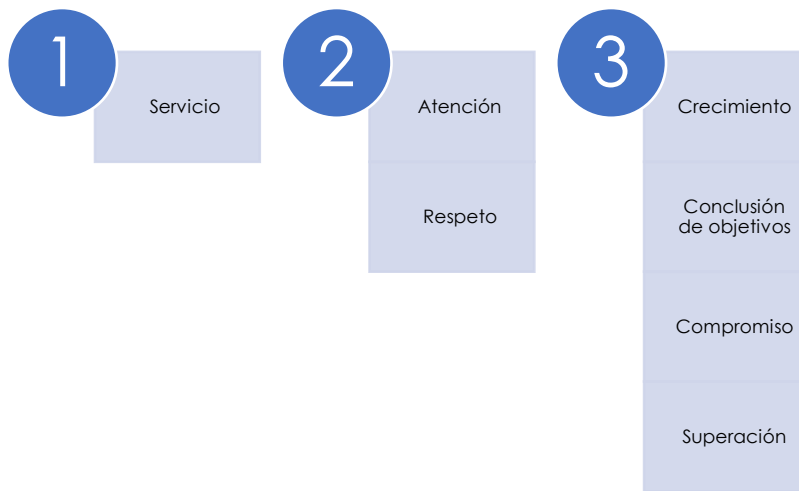 1
Servicio
2
Atención
Respeto
3
Crecimiento
Conclusión
de objetivos
Compromiso
Superación